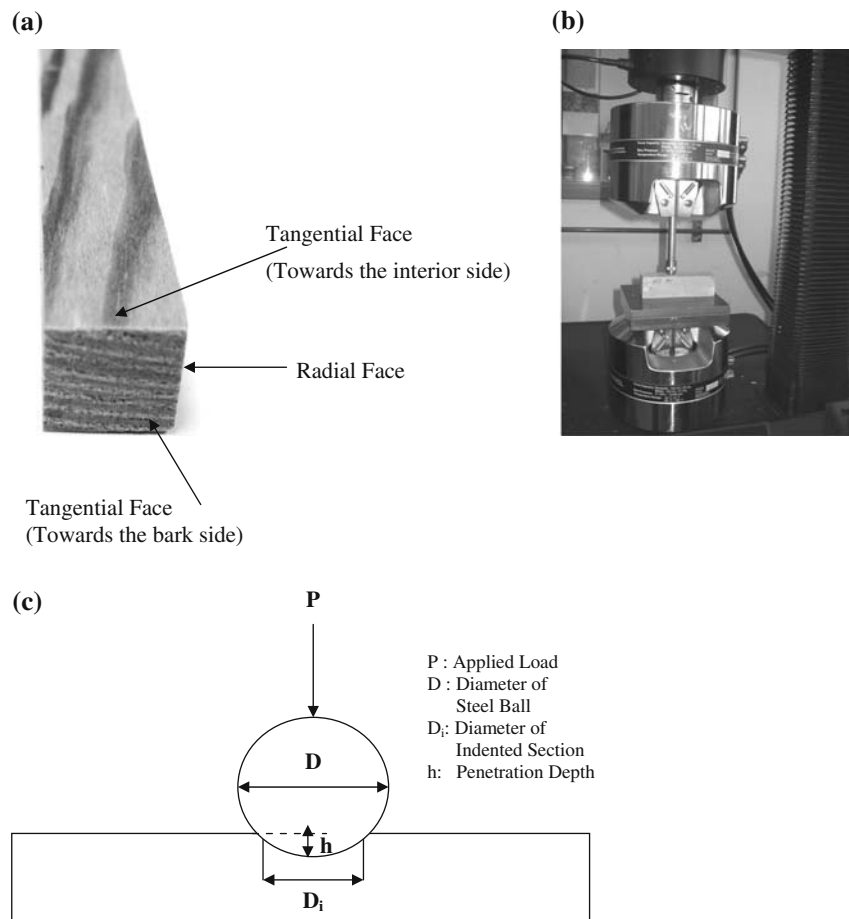 (a)
(b)
Tangential Face
(Towards the interior side)
Radial Face
Tangential Face
(Towards the bark side)
(c)
P
P : Applied Load
D : Diameter of
Steel Ball
Di: Diameter of
Indented Section
h: Penetration Depth
D
h
Di